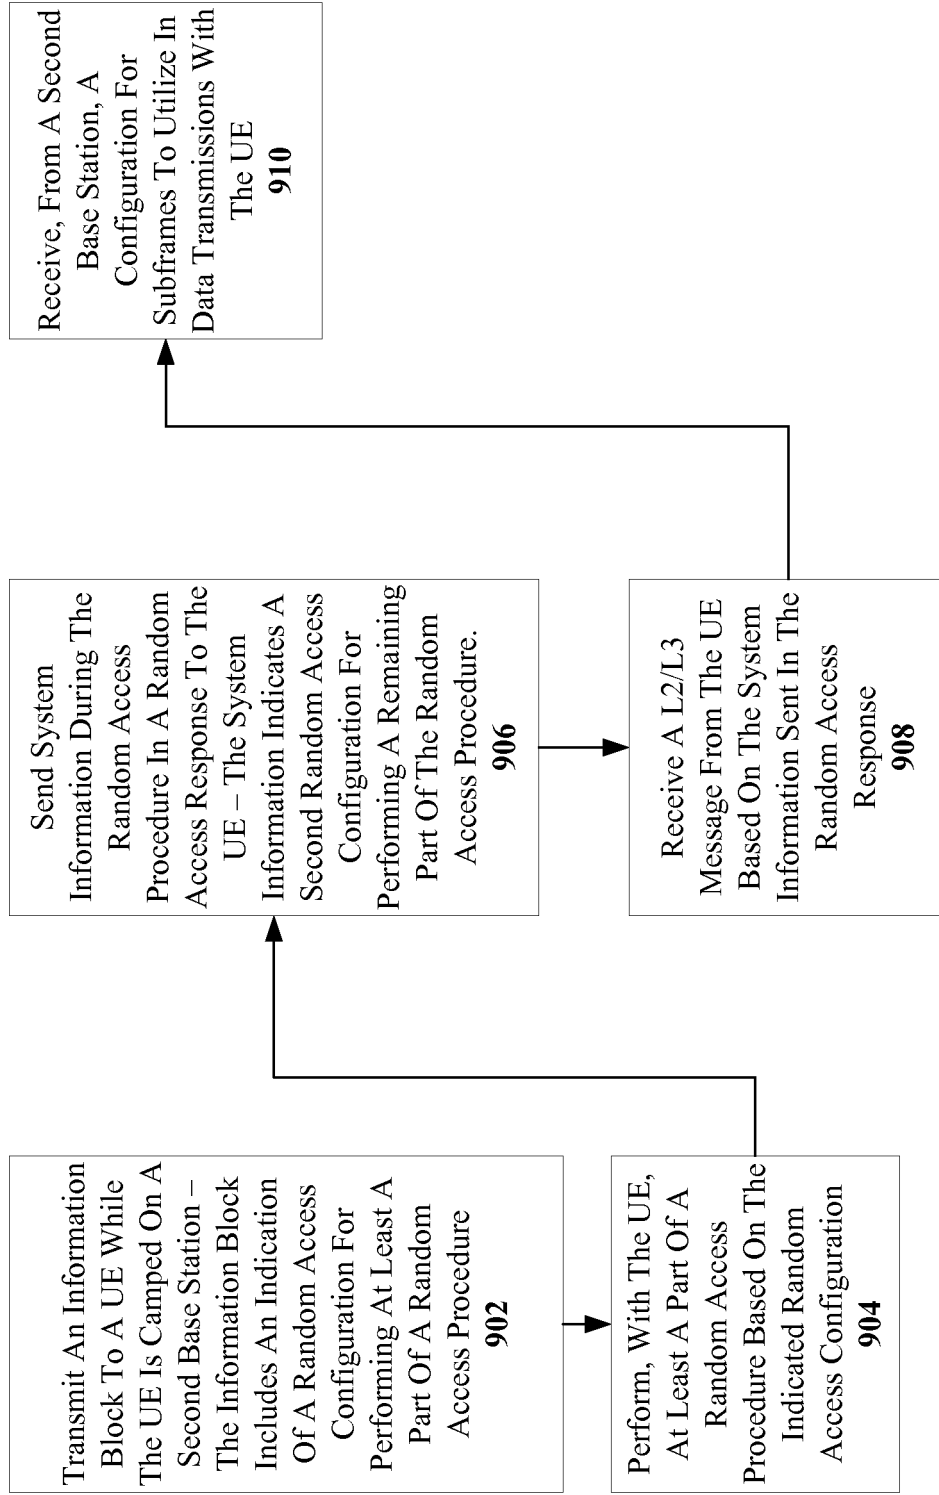 Transmit An Information
Block To A UE While
The UE Is Camped On A
Second Base Station –
The Information Block
Includes An Indication
Of A Random Access
Configuration For
Performing At Least A
Part Of A Random
Access Procedure
902
Perform, With The UE,
At Least A Part Of A
Random Access
Procedure Based On The
Indicated Random
Access Configuration
904
Send System
Information During The
Random Access
Procedure In A Random
Access Response To The
UE – The System
Information Indicates A
Second Random Access
Configuration For
Performing A Remaining
Part Of The Random
Access Procedure.
906
Receive A L2/L3
Message From The UE
Based On The System
Information Sent In The
Random Access
Response
908
Receive, From A Second
Base Station, A
Configuration For
Subframes To Utilize In
Data Transmissions With
The UE
910